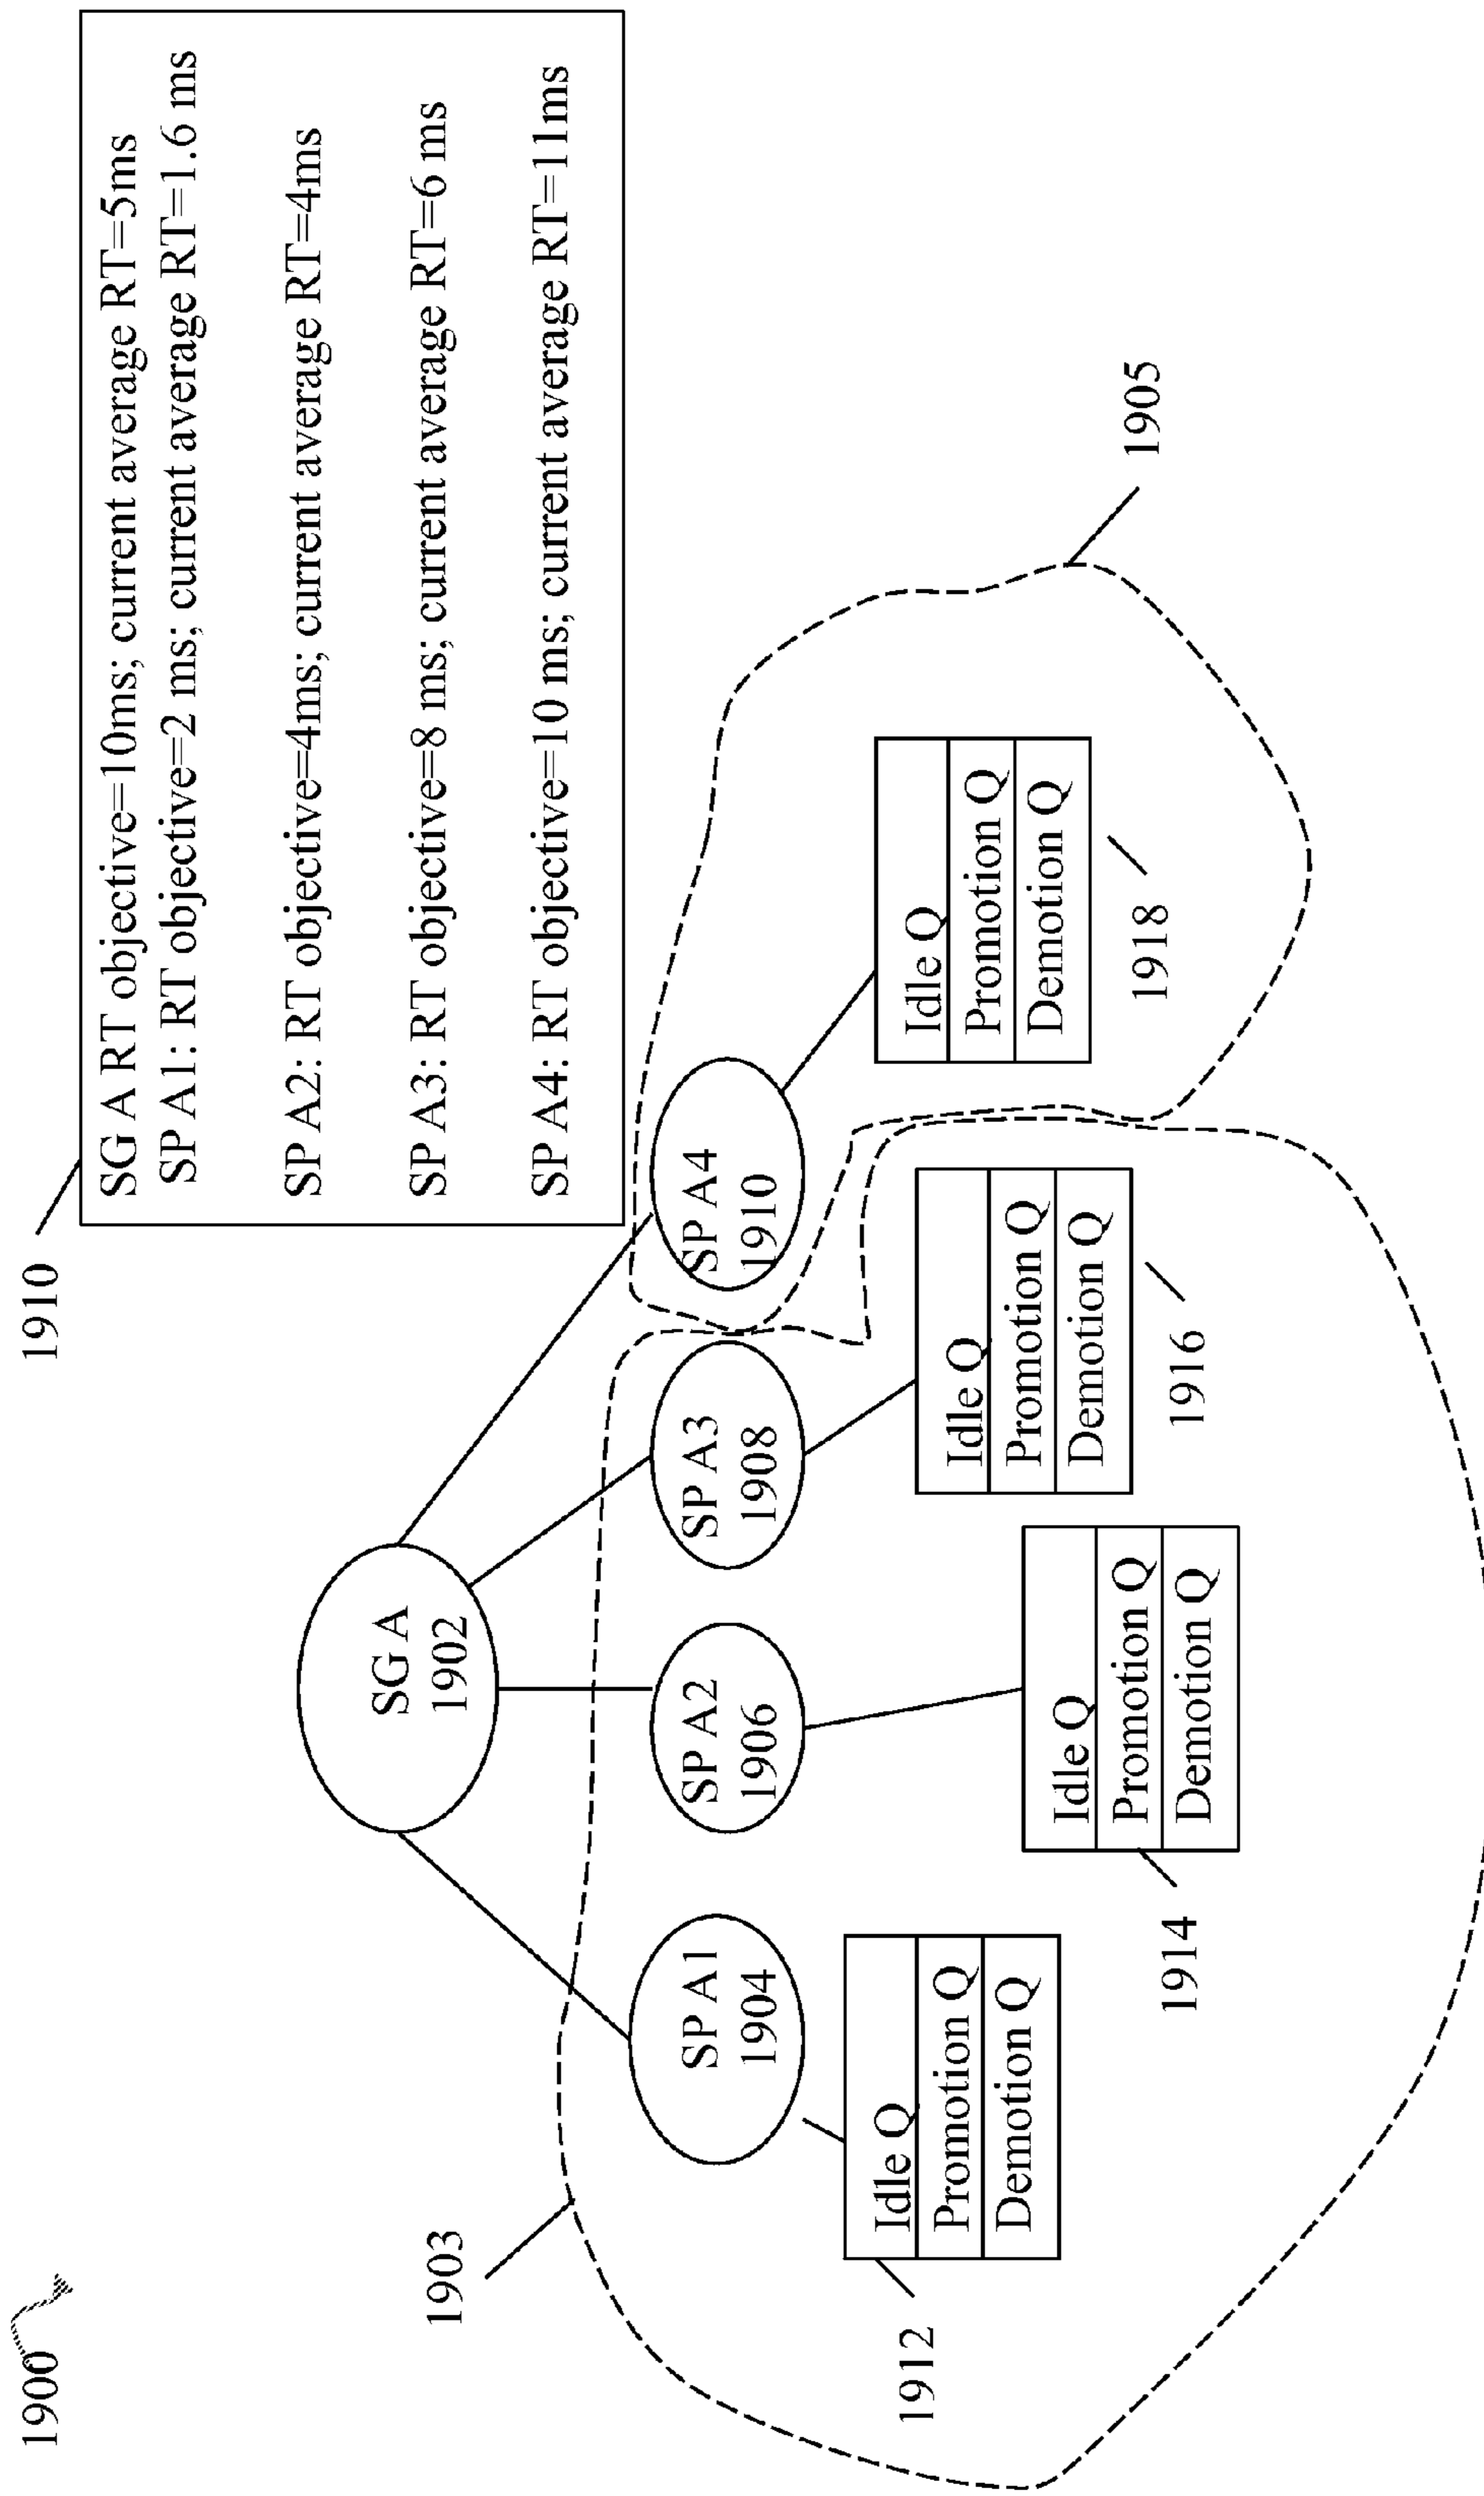 1900
1910
SG A RT objective=10ms; current average RT=5ms
SP A1: RT objective=2 ms; current average RT=1.6 ms
SP A2: RT objective=4ms; current average RT=4ms
SP A3: RT objective=8 ms; current average RT=6 ms
SP A4: RT objective=10 ms; current average RT=11ms
SG A
1902
1903
SP A1
1904
SP A2
1906
SP A3
1908
SP A4
1910
1905
Idle Q
Promotion Q
Demotion Q
1912
Idle Q
Promotion Q
Demotion Q
1914
Idle Q
Promotion Q
Demotion Q
1916
Idle Q
Promotion Q
Demotion Q
1918